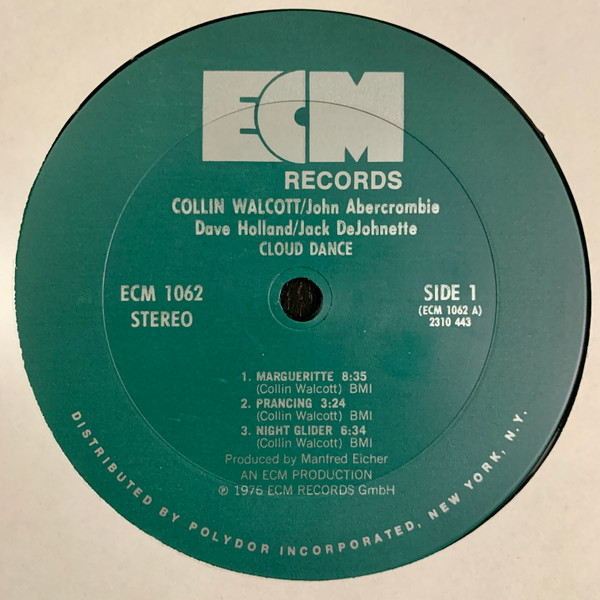 ECM
RECORDS
COLLIN WALCOTT/John Abercrombie
Dave Holland/Jack DeJohnette
CLOUD DANCE
ECM 1062
STEREO
SIDE 1
(ECM 1062 A)
2310 443
1. MARGUERITTE 8:35
(Collin Walcott) BMI
2. PRANCING 3:24
(Collin Walcott) BMI
3. NIGHT GLIDER 6:34
(Collin Walcott) BMI
Produced by Manfred Eicher
AN ECM PRODUCTION
℗ 1976 ECM RECORDS GmbH
DISTRIBUTED BY POLYDOR INCORPORATED, NEW YORK, N.Y.